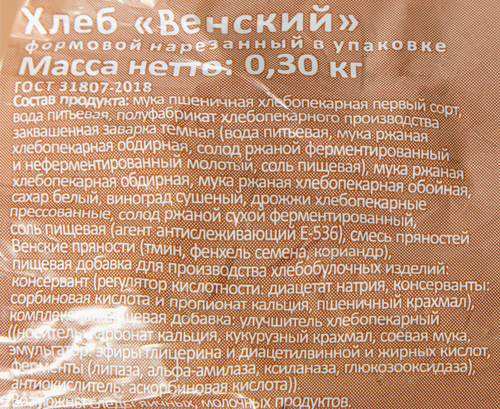 Хлеб «Венский»
формовой нарезанный в упаковке
Масса нетто: 0,30 кг
ГОСТ 31807-2018
Состав продукта: мука пшеничная хлебопекарная первый сорт,
вода питьевая, полуфабрикат хлебопекарного производства
заквашенная заварка темная (вода питьевая, мука ржаная
хлебопекарная обдирная, солод ржаной ферментированный
и неферментированный молотый, соль пищевая), мука ржаная
хлебопекарная обдирная, мука ржаная хлебопекарная обойная,
сахар белый, виноград сушеный, дрожжи хлебопекарные
прессованные, солод ржаной сухой ферментированный,
соль пищевая (агент антислеживающий Е-536), смесь пряностей
Венские пряности (тмин, фенхель семена, кориандр),
пищевая добавка для производства хлебобулочных изделий:
консервант (регулятор кислотности: диацетат натрия, консерванты:
сорбиновая кислота и пропионат кальция, пшеничный крахмал),
комплексная пищевая добавка: улучшитель хлебопекарный
((носитель: карбонат кальция, кукурузный крахмал, соевая мука,
эмульгатор: эфиры глицерина и диацетилвинной и жирных кислот,
ферменты (липаза, альфа-амилаза, ксиланаза, глюкозооксидаза),
антиокислитель: аскорбиновая кислота)).
Возможны следы яичных, молочных продуктов.